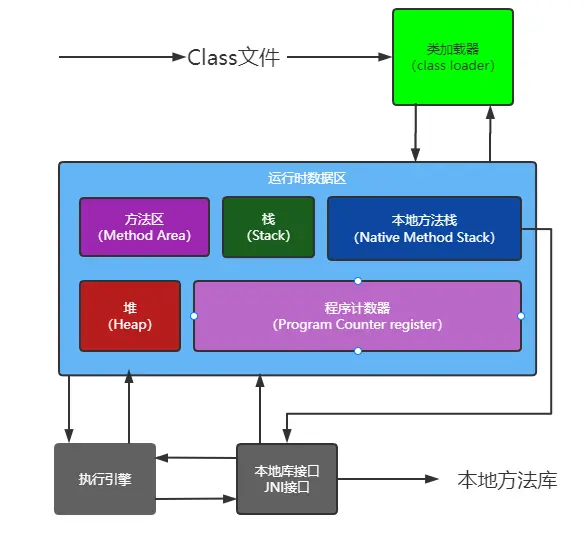 Class文件
类加载器
（class loader）
运行时数据区
方法区
（Method Area）
栈
（Stack）
本地方法栈
（Native Method Stack）
堆
（Heap）
程序计数器
（Program Counter register）
执行引擎
本地库接口
JNI接口
本地方法库